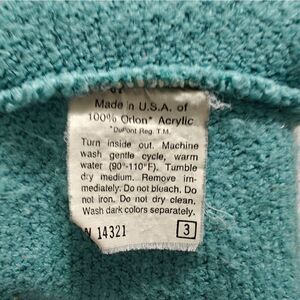 Made in U.S.A. of
100% Orlon* Acrylic
*DuPont Reg. T.M.
Turn inside out. Machine
wash gentle cycle, warm
water (90°-110°F). Tumble
dry medium. Remove im-
mediately. Do not bleach. Do
not iron. Do not dry clean.
Wash dark colors separately.
N 14321 3